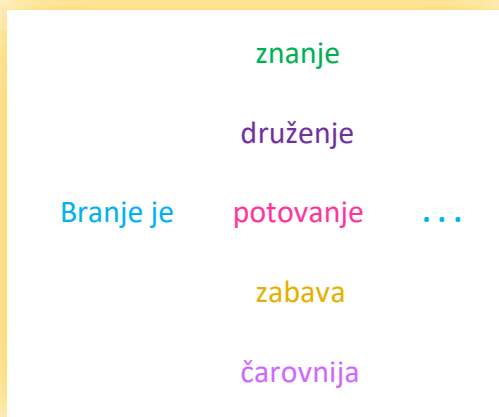 znanje
druženje
Branje je potovanje ...
zabava
čarovnija